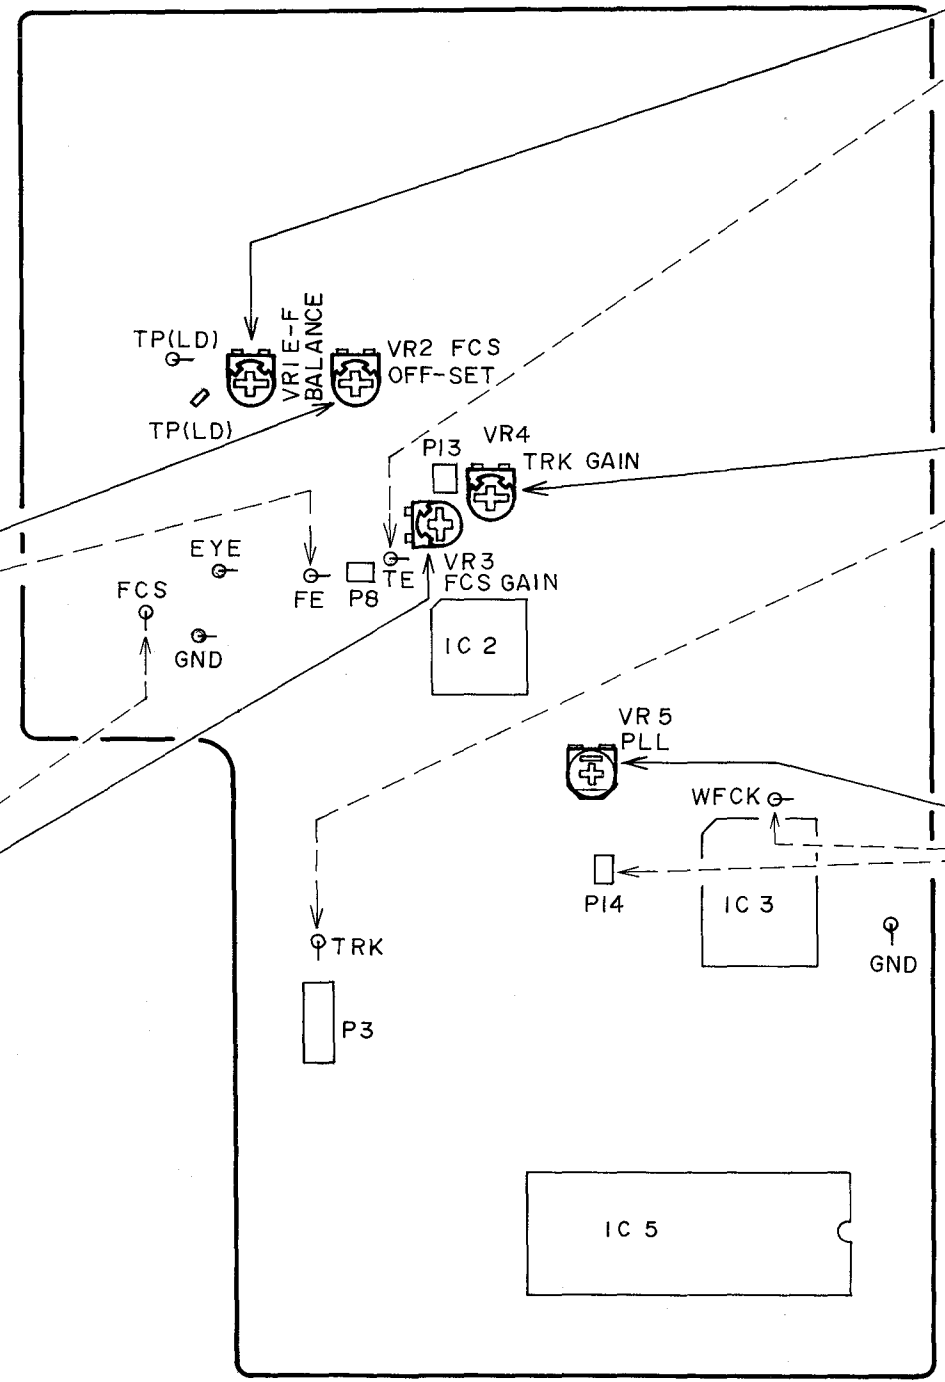 TP(LD)
VR1 E-F
BALANCE
VR2 FCS
OFF-SET
TP(LD)
P13
VR4
TRK GAIN
EYE
FCS
FE
P8
TE
VR3
FCS GAIN
GND
IC 2
VR 5
PLL
WFCK
P14
IC 3
TRK
GND
P3
IC 5